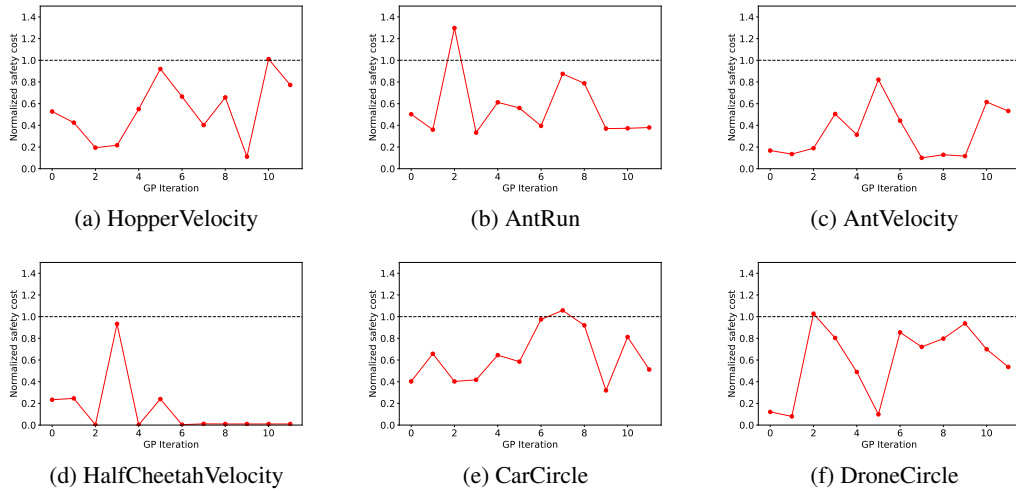 1.4
1.2
1.0
0.8
0.6
0.4
0.2
0.0
Normalized safety cost
0 2 4 6 8 10
GP Iteration
(a) HopperVelocity
1.4
1.2
1.0
0.8
0.6
0.4
0.2
0.0
Normalized safety cost
0 2 4 6 8 10
GP Iteration
(b) AntRun
1.4
1.2
1.0
0.8
0.6
0.4
0.2
0.0
Normalized safety cost
0 2 4 6 8 10
GP Iteration
(c) AntVelocity
1.4
1.2
1.0
0.8
0.6
0.4
0.2
0.0
Normalized safety cost
0 2 4 6 8 10
GP Iteration
(d) HalfCheetahVelocity
1.4
1.2
1.0
0.8
0.6
0.4
0.2
0.0
Normalized safety cost
0 2 4 6 8 10
GP Iteration
(e) CarCircle
1.4
1.2
1.0
0.8
0.6
0.4
0.2
0.0
Normalized safety cost
0 2 4 6 8 10
GP Iteration
(f) DroneCircle